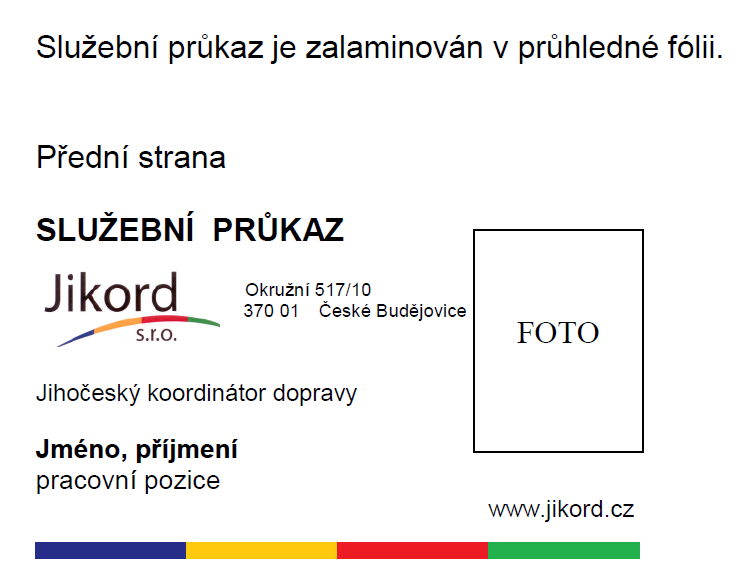 Služební průkaz je zalaminován v průhledné fólii.
Přední strana
SLUŽEBNÍ PRŮKAZ
Jikord
s.r.o.
Okružní 517/10
370 01 České Budějovice
FOTO
Jihočeský koordinátor dopravy
Jméno, příjmení
pracovní pozice
www.jikord.cz